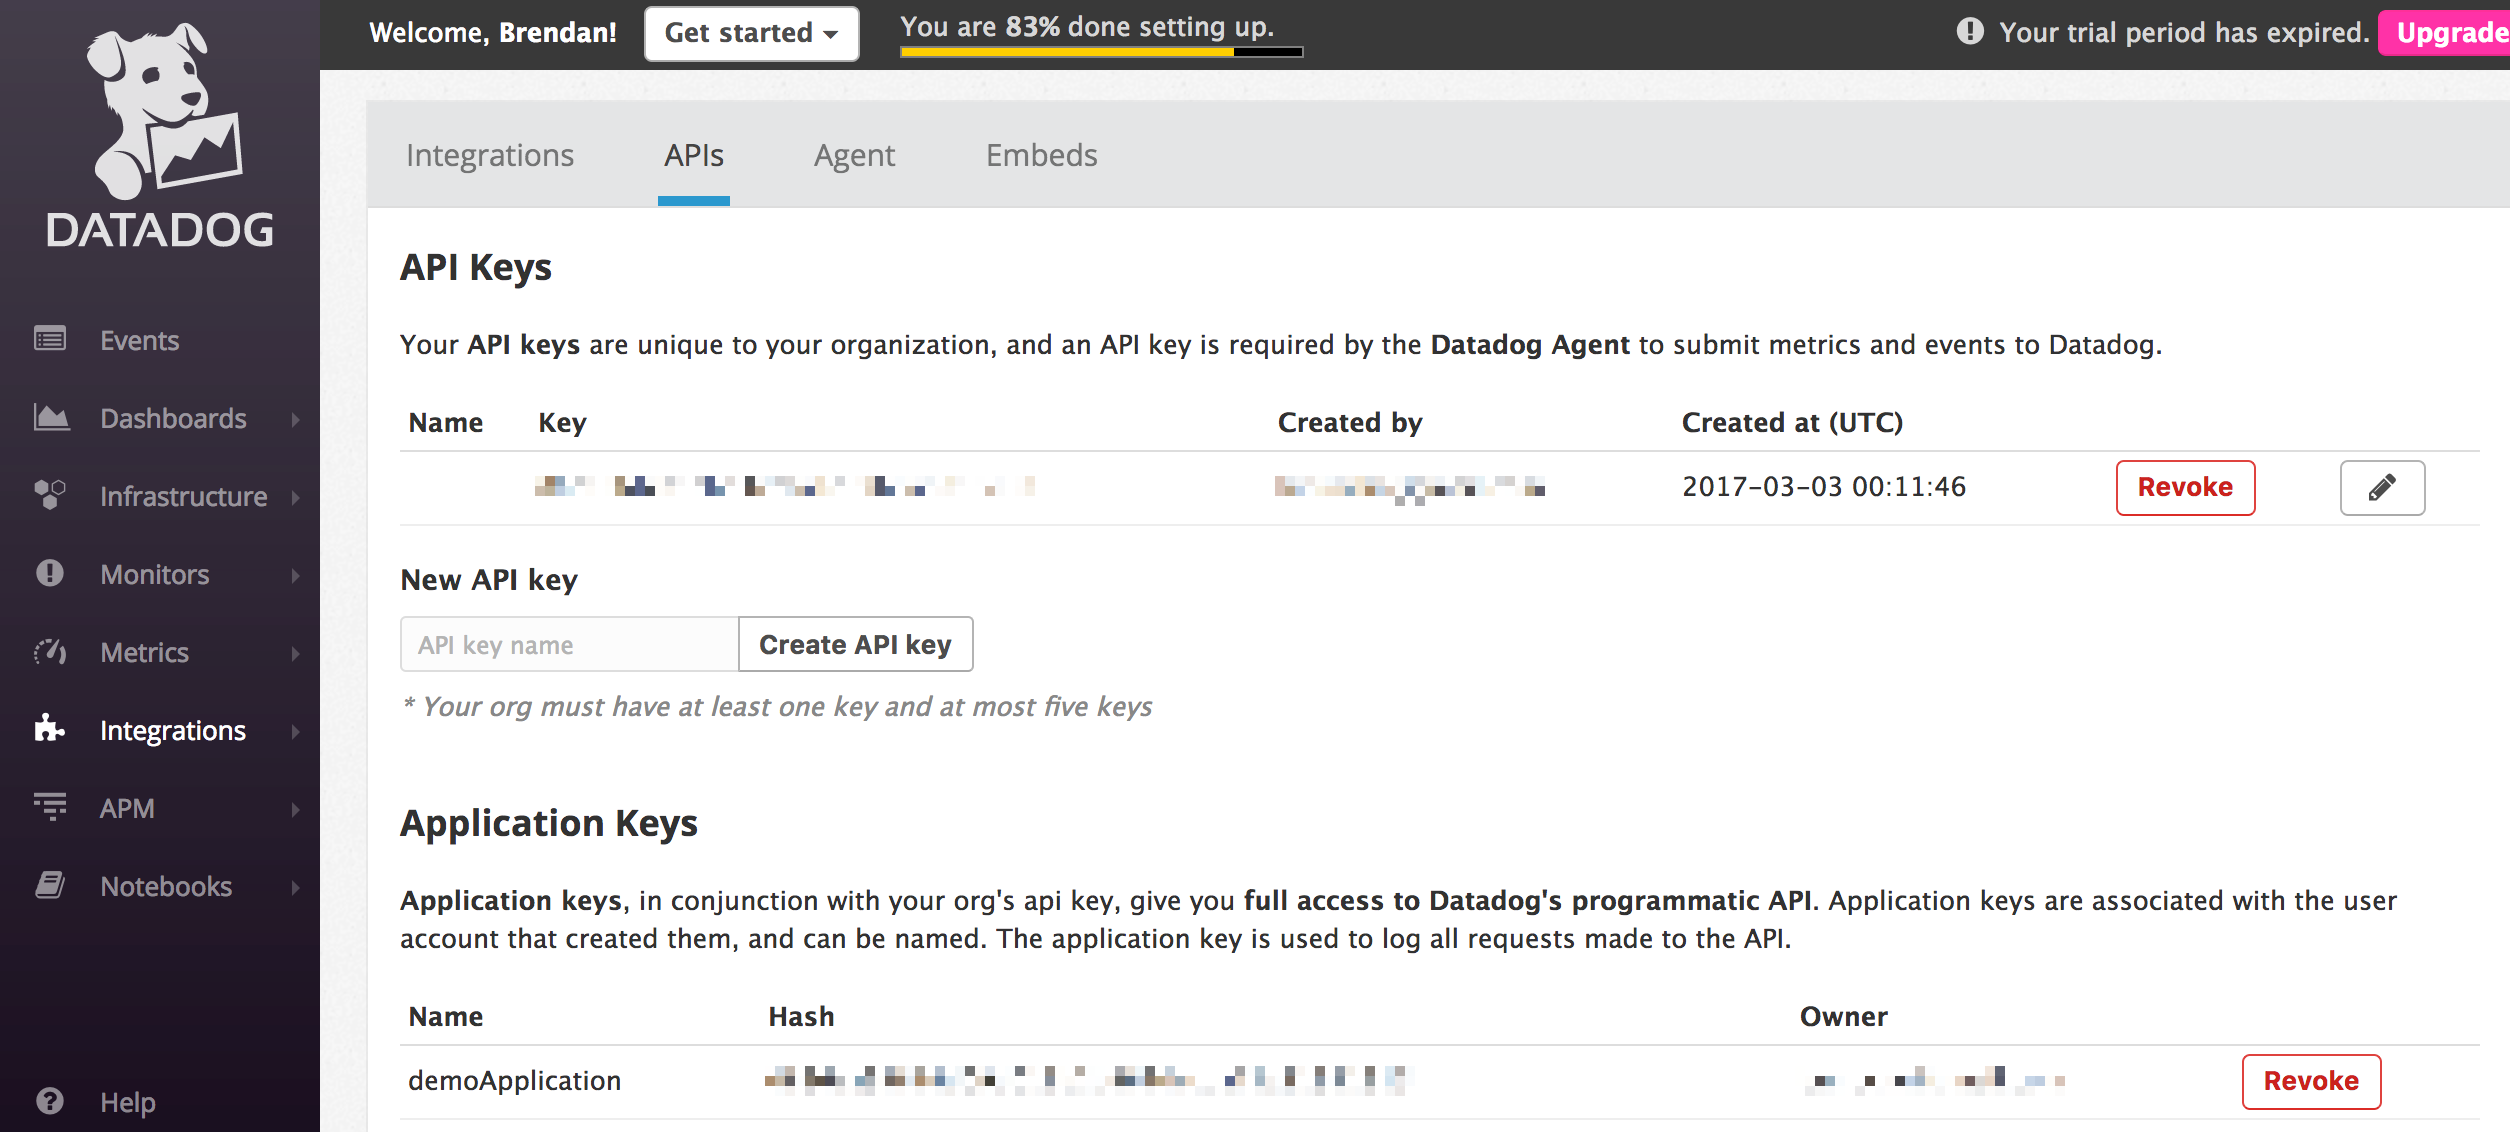 DATADOG
Events
Dashboards
Infrastructure
Monitors
Metrics
Integrations
APM
Notebooks
Help
Welcome, Brendan!
Get started
You are 83% done setting up.
Your trial period has expired.
Upgrade
Integrations
APIs
Agent
Embeds
API Keys
Your API keys are unique to your organization, and an API key is required by the Datadog Agent to submit metrics and events to Datadog.
Name Key Created by Created at (UTC)
2017-03-03 00:11:46 Revoke
New API key
API key name Create API key
* Your org must have at least one key and at most five keys
Application Keys
Application keys, in conjunction with your org's api key, give you full access to Datadog's programmatic API. Application keys are associated with the user
account that created them, and can be named. The application key is used to log all requests made to the API.
Name Hash Owner
demoApplication Revoke